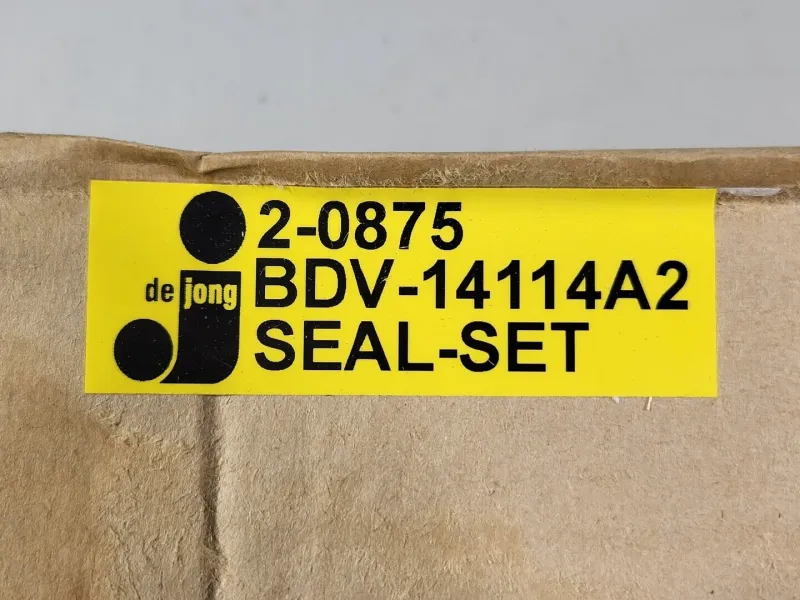 2-0875
de jong
BDV-14114A2
SEAL-SET